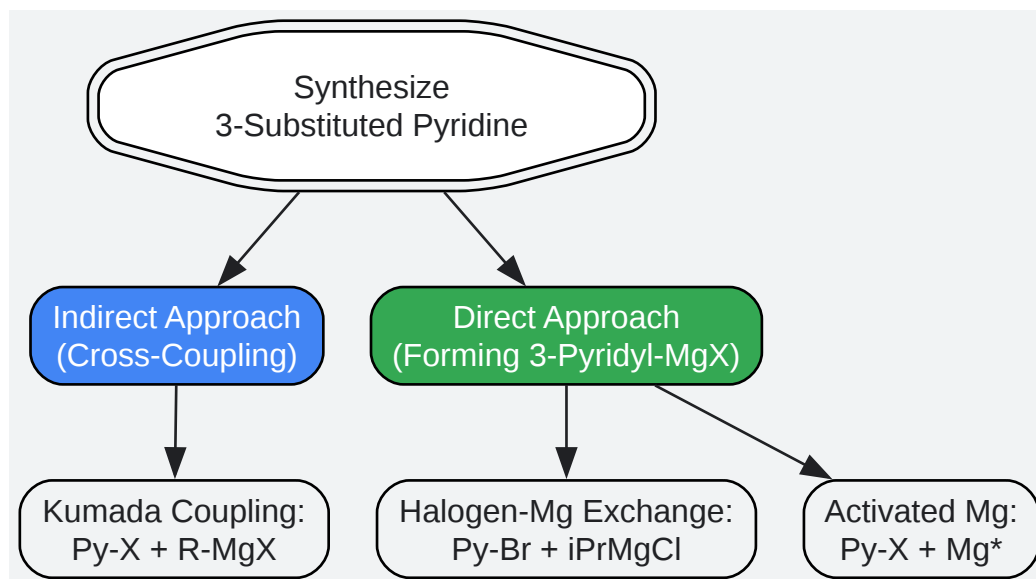 Synthesize
3-Substituted Pyridine
Indirect Approach
(Cross-Coupling)
Direct Approach
(Forming 3-Pyridyl-MgX)
Kumada Coupling:
Py-X + R-MgX
Halogen-Mg Exchange:
Py-Br + iPrMgCl
Activated Mg:
Py-X + Mg*